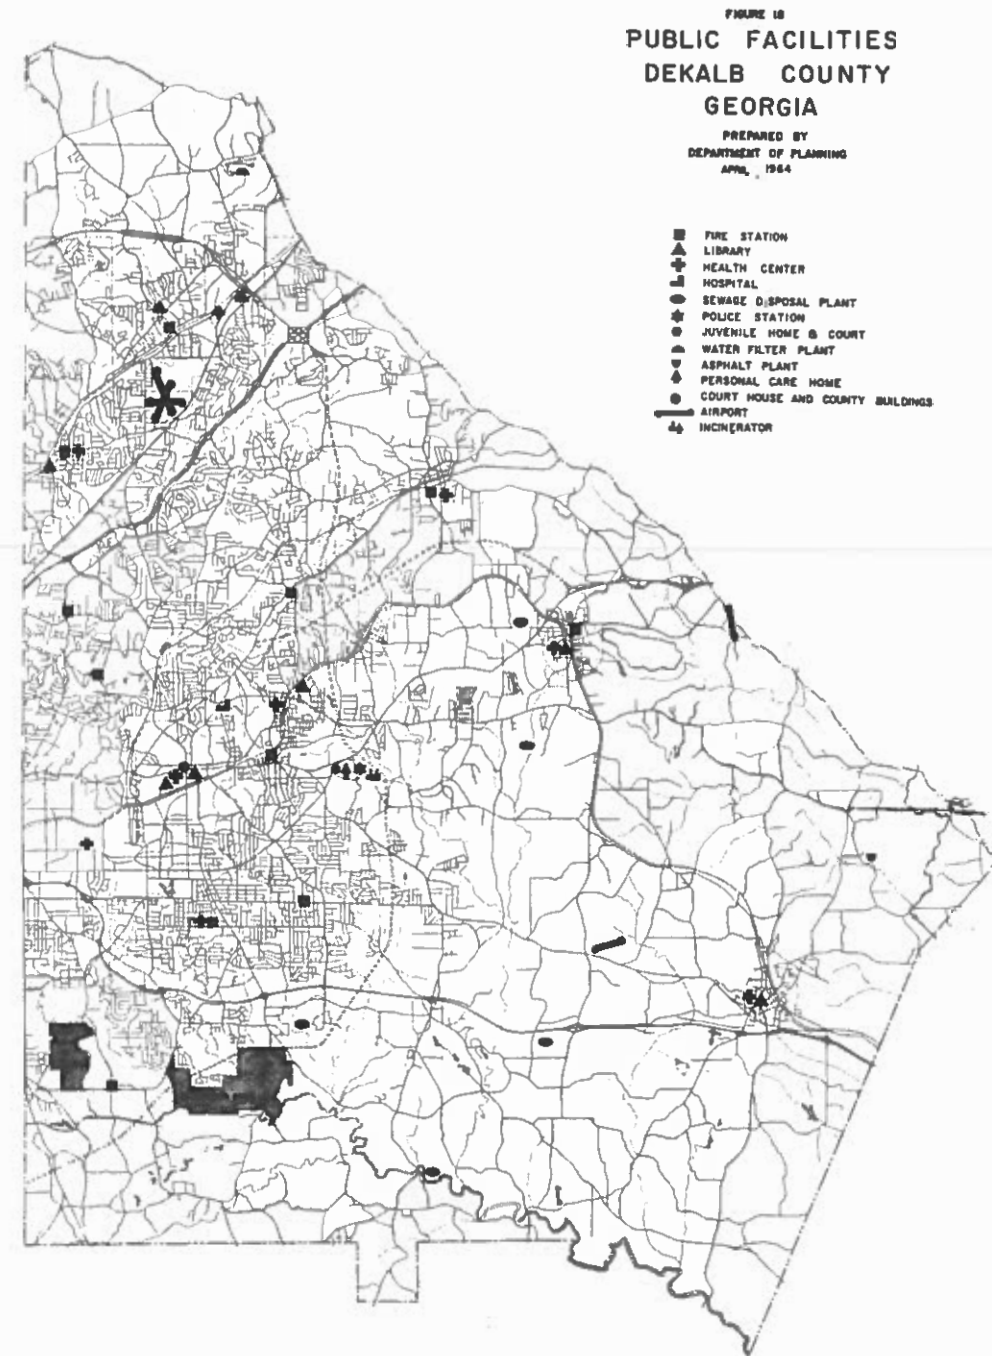 FIGURE 18
PUBLIC FACILITIES
DEKALB COUNTY
GEORGIA
PREPARED BY
DEPARTMENT OF PLANNING
APRIL, 1964
FIRE STATION
LIBRARY
HEALTH CENTER
HOSPITAL
SEWAGE DISPOSAL PLANT
POLICE STATION
JUVENILE HOME & COURT
WATER FILTER PLANT
ASPHALT PLANT
PERSONAL CARE HOME
COURT HOUSE AND COUNTY BUILDINGS
AIRPORT
INCINERATOR